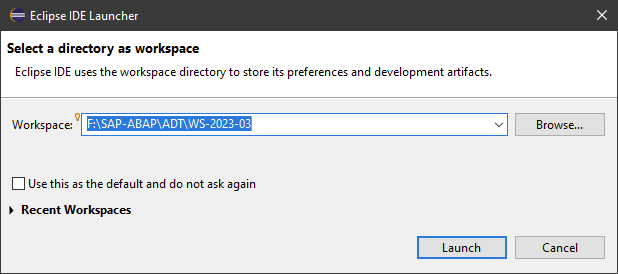 Eclipse IDE Launcher
Select a directory as workspace
Eclipse IDE uses the workspace directory to store its preferences and development artifacts.
Workspace: F:\SAP-ABAP\ADT\WS-2023-03 Browse...
Use this as the default and do not ask again
Recent Workspaces
Launch Cancel